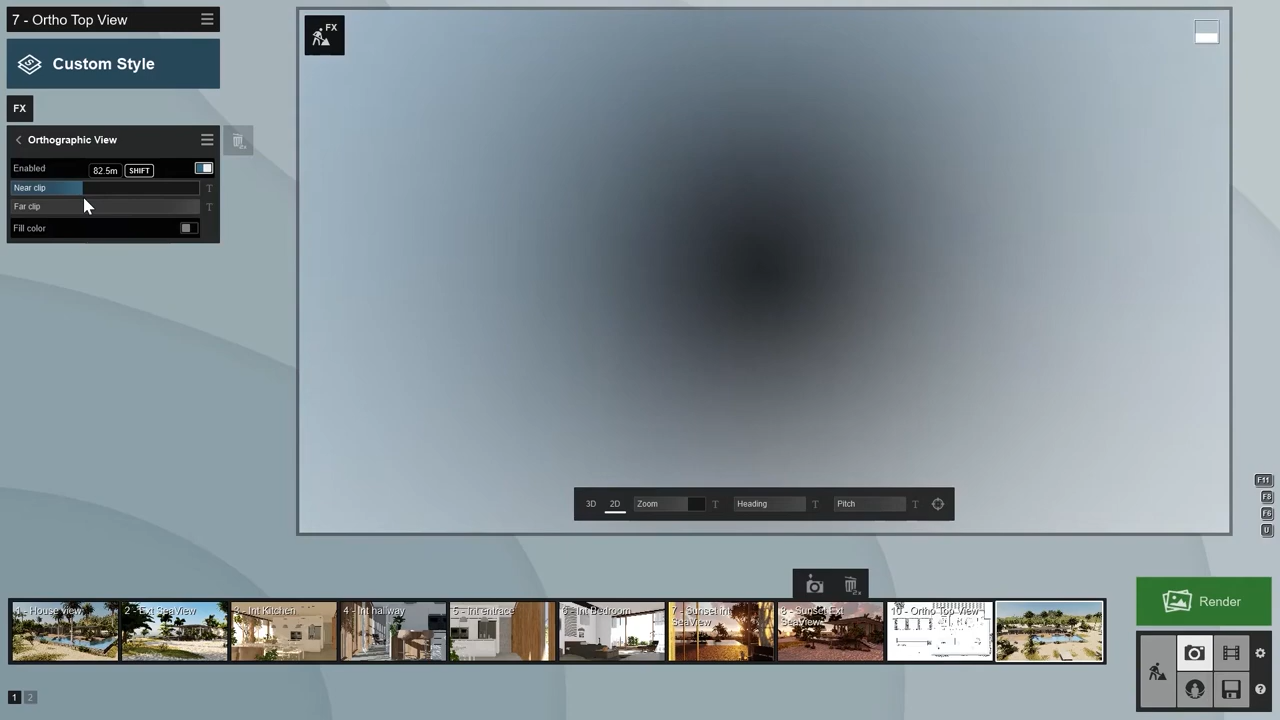 7 - Ortho Top View
Custom Style
FX
Orthographic View
Enabled
82.5m
SHIFT
Near clip
T
Far clip
T
Fill color
FX
3D
2D
Zoom
T
Heading
T
Pitch
T
F11
F8
F6
U
1 - House view
2 - Ext SeaView
3 - Int Kitchen
4 - Int hallway
5 - Int entrace
6 - Int Bedroom
7 - Sunset int SeaView
8 - Sunset Ext SeaView
10 - Ortho Top View
Render
1
2
?